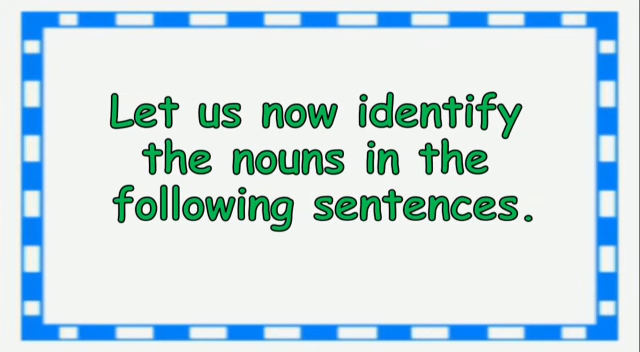 Let us now identify
the nouns in the
following sentences.